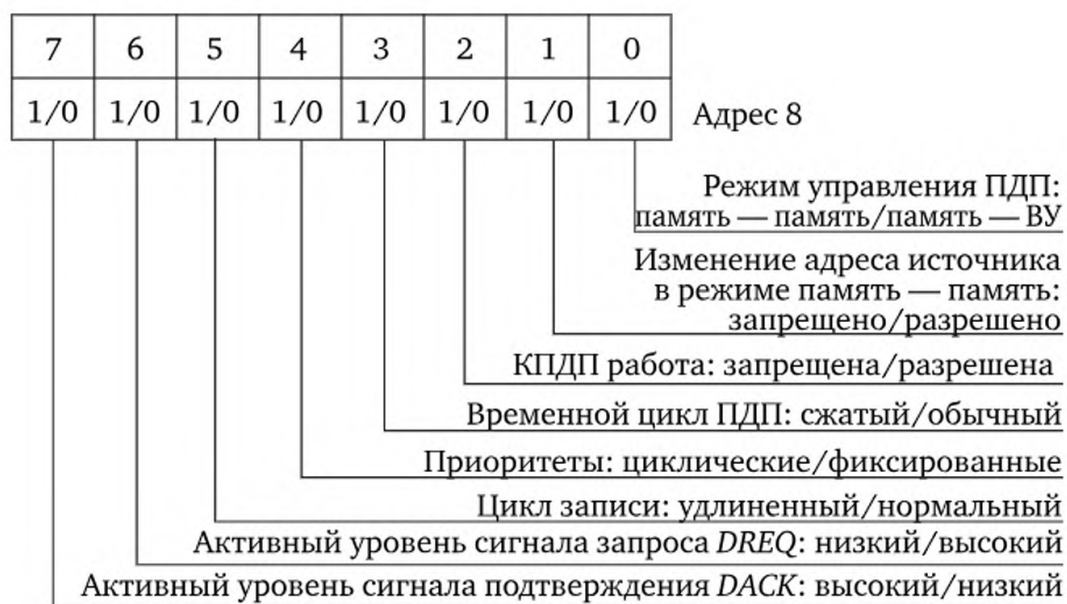 7 6 5 4 3 2 1 0
1/0 1/0 1/0 1/0 1/0 1/0 1/0 1/0 Адрес 8
Режим управления ПДП:
память — память/память — ВУ
Изменение адреса источника
в режиме память — память:
запрещено/разрешено
КПДП работа: запрещена/разрешена
Временной цикл ПДП: сжатый/обычный
Приоритеты: циклические/фиксированные
Цикл записи: удлиненный/нормальный
Активный уровень сигнала запроса DREQ: низкий/высокий
Активный уровень сигнала подтверждения DACK: высокий/низкий